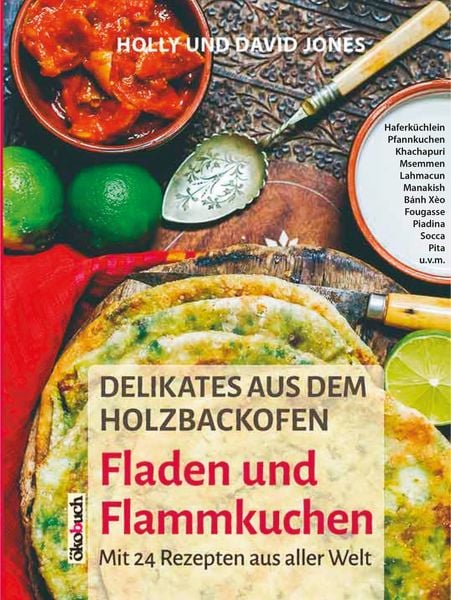 HOLLY UND DAVID JONES
Haferküchlein
Pfannkuchen
Khachapuri
Msemmen
Lahmacun
Manakish
Bánh Xèo
Fougasse
Piadina
Socca
Pita
u.v.m.
DELIKATES AUS DEM
HOLZBACKOFEN
Fladen und
Flammkuchen
Mit 24 Rezepten aus aller Welt
ökobuch